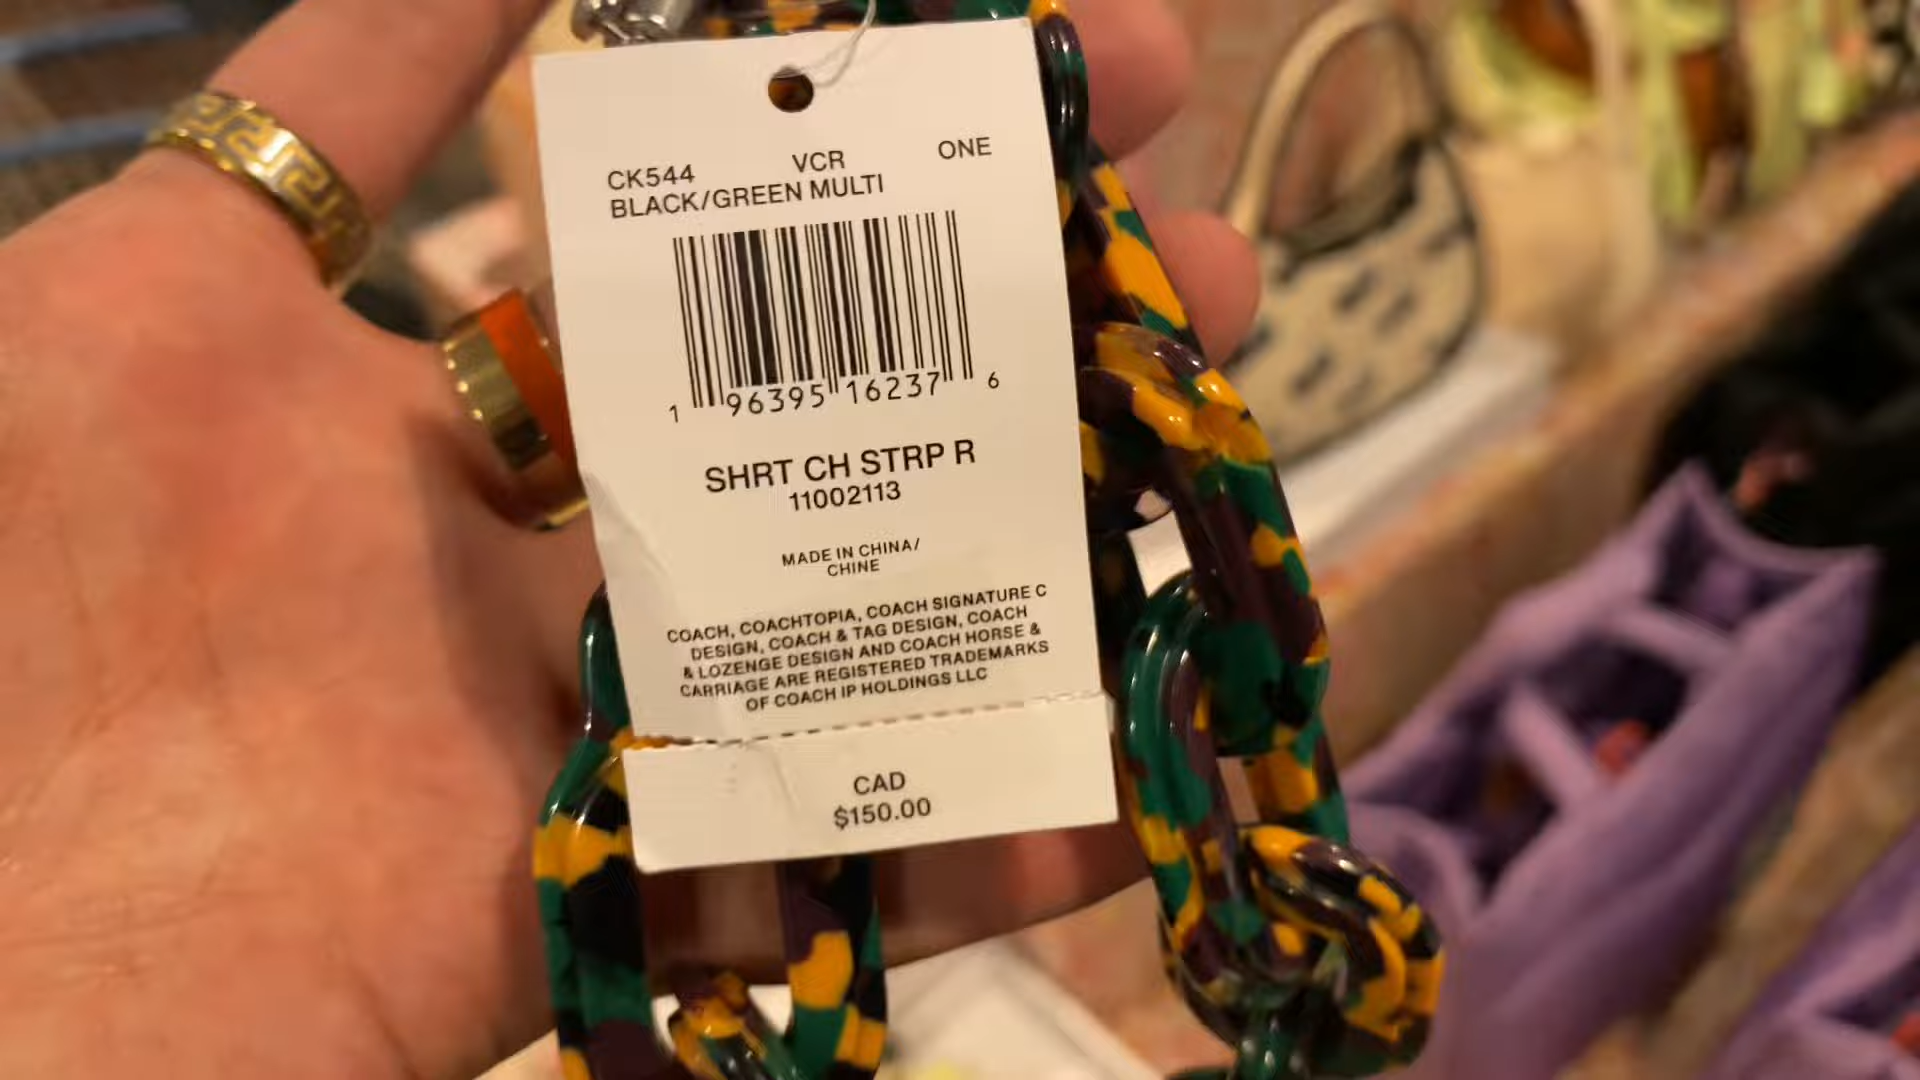 CK544 VCR ONE
BLACK/GREEN MULTI
1 96395 16237 6
SHRT CH STRP R
11002113
MADE IN CHINA/
CHINE
COACH, COACHTOPIA, COACH SIGNATURE C
DESIGN, COACH & TAG DESIGN, COACH
& LOZENGE DESIGN AND COACH HORSE &
CARRIAGE ARE REGISTERED TRADEMARKS
OF COACH IP HOLDINGS LLC
CAD
$150.00